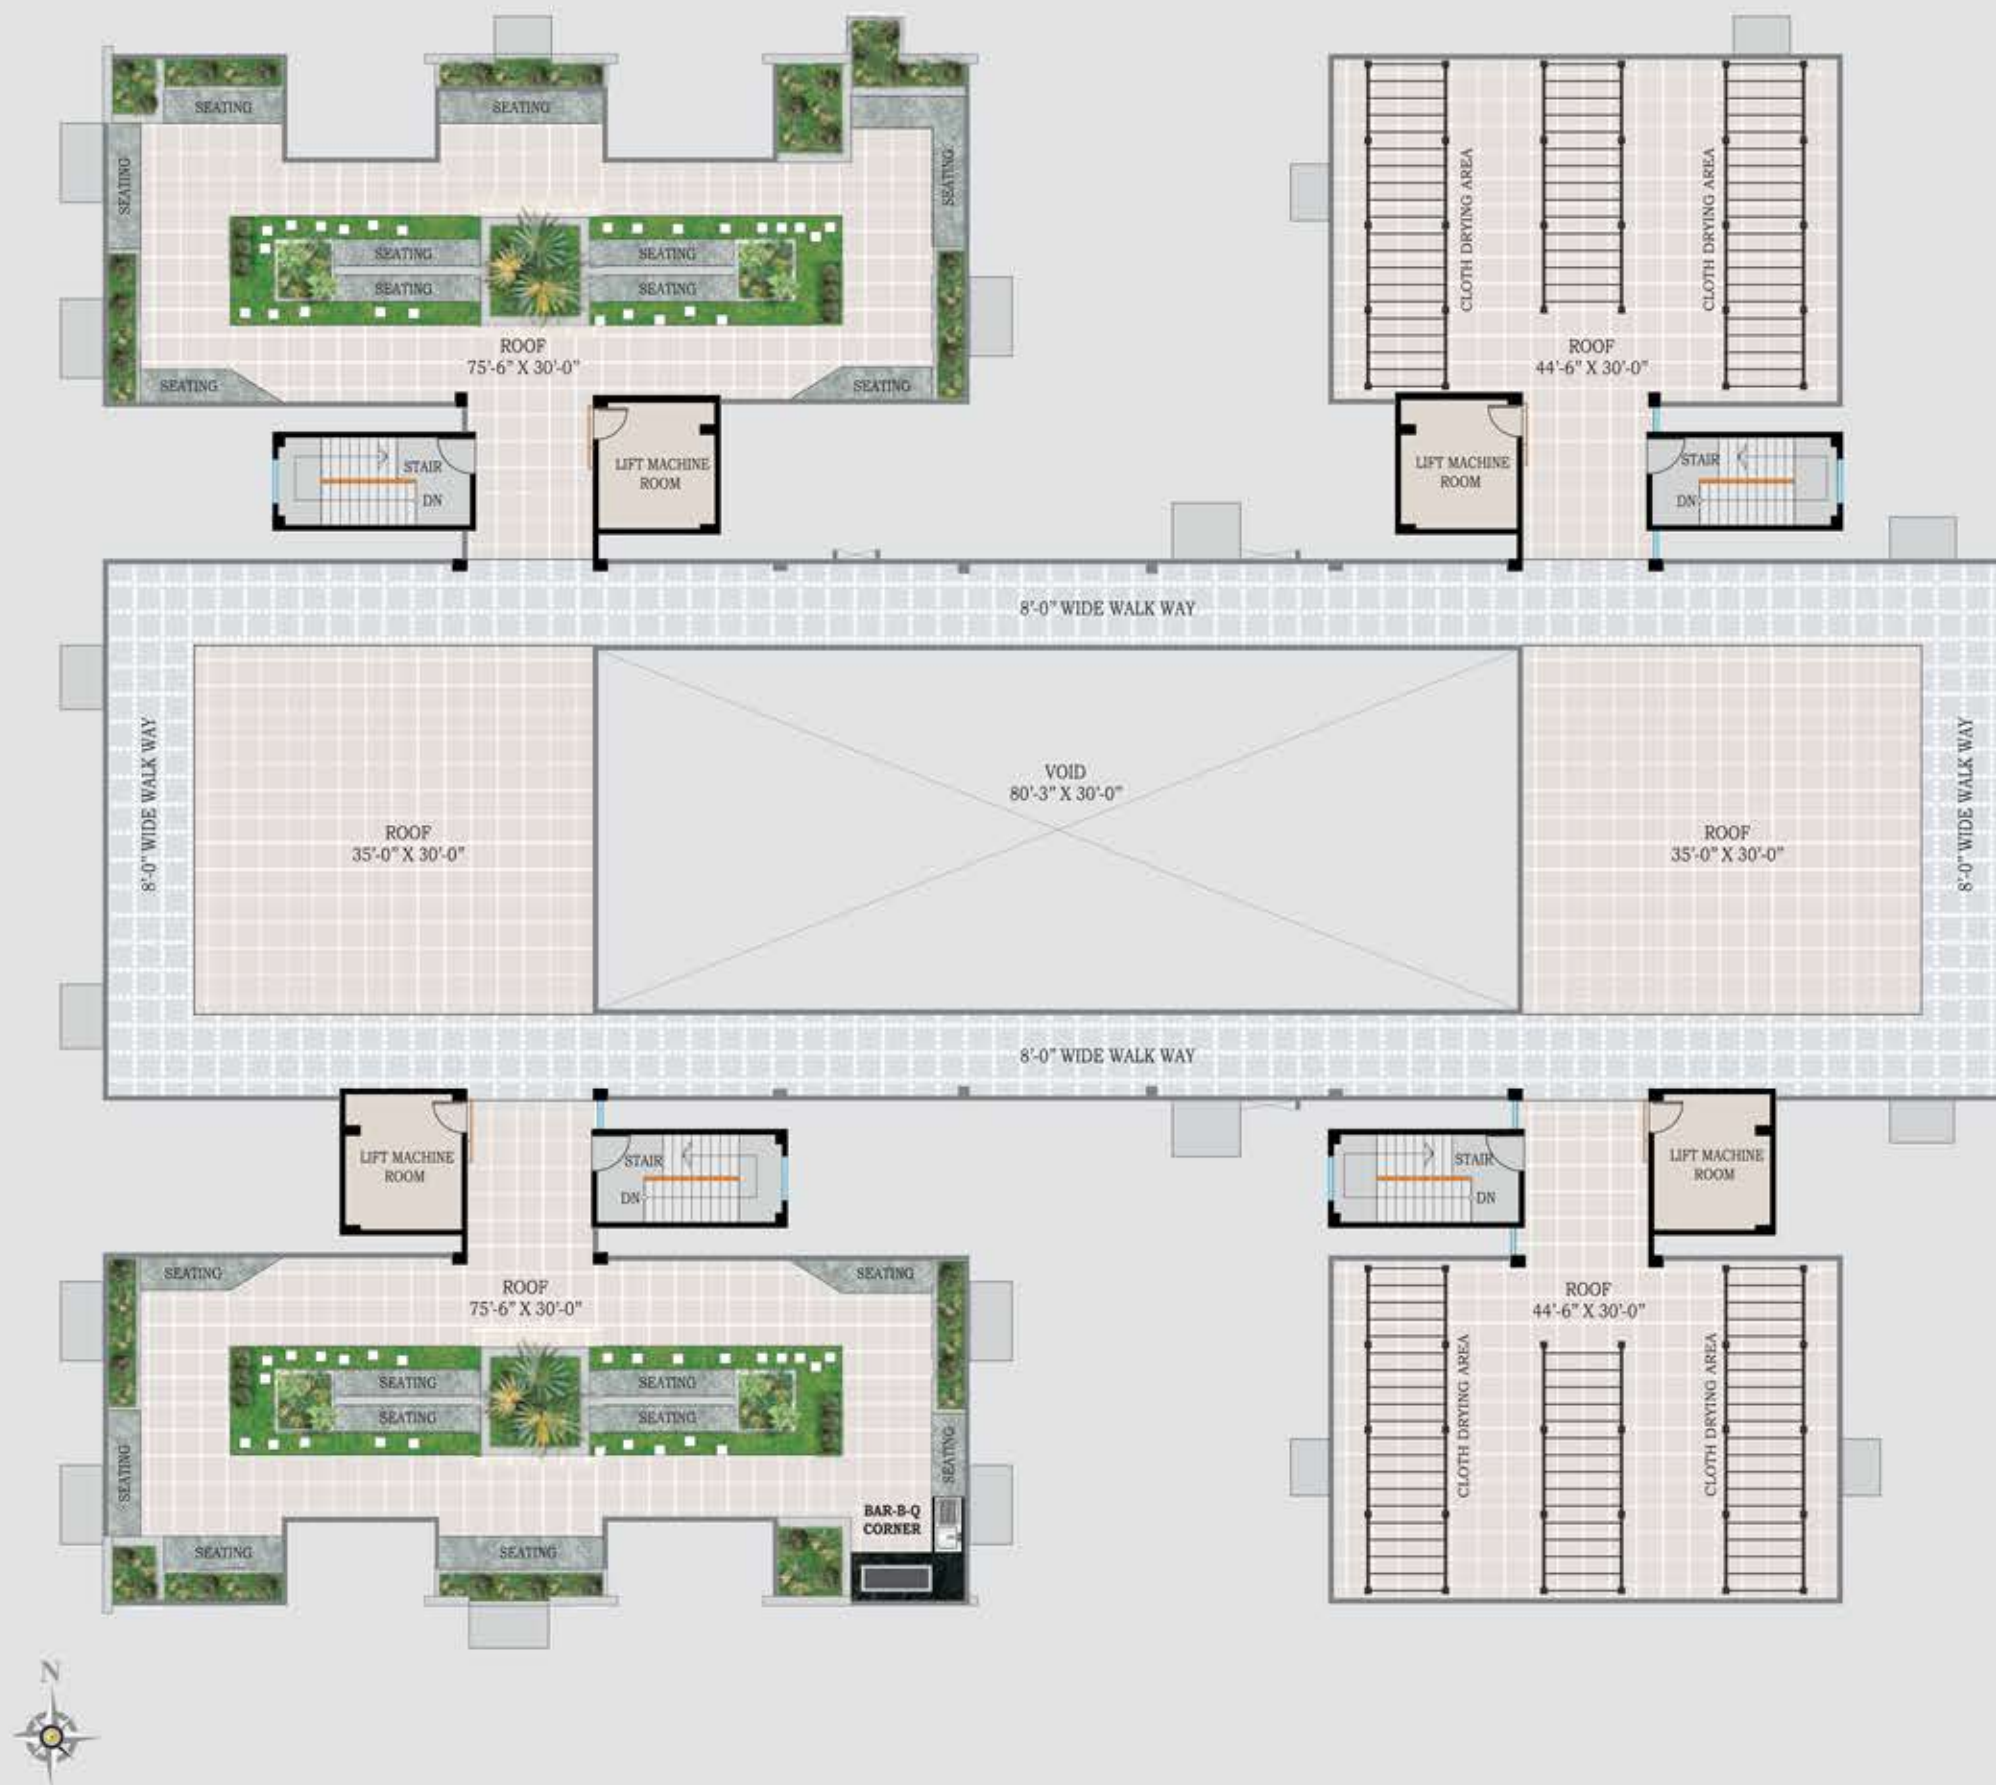 SEATING
SEATING
SEATING
SEATING
SEATING
SEATING
SEATING
SEATING
ROOF
75'-6" X 30'-0"
SEATING
SEATING
CLOTH DRYING AREA
CLOTH DRYING AREA
ROOF
44'-6" X 30'-0"
STAIR
DN
LIFT MACHINE
ROOM
LIFT MACHINE
ROOM
STAIR
DN
8'-0" WIDE WALK WAY
8'-0" WIDE WALK WAY
ROOF
35'-0" X 30'-0"
VOID
80'-3" X 30'-0"
ROOF
35'-0" X 30'-0"
8'-0" WIDE WALK WAY
8'-0" WIDE WALK WAY
LIFT MACHINE
ROOM
STAIR
DN
STAIR
DN
LIFT MACHINE
ROOM
SEATING
SEATING
ROOF
75'-6" X 30'-0"
SEATING
SEATING
SEATING
SEATING
SEATING
SEATING
BAR-B-Q
CORNER
SEATING
SEATING
ROOF
44'-6" X 30'-0"
CLOTH DRYING AREA
CLOTH DRYING AREA
N